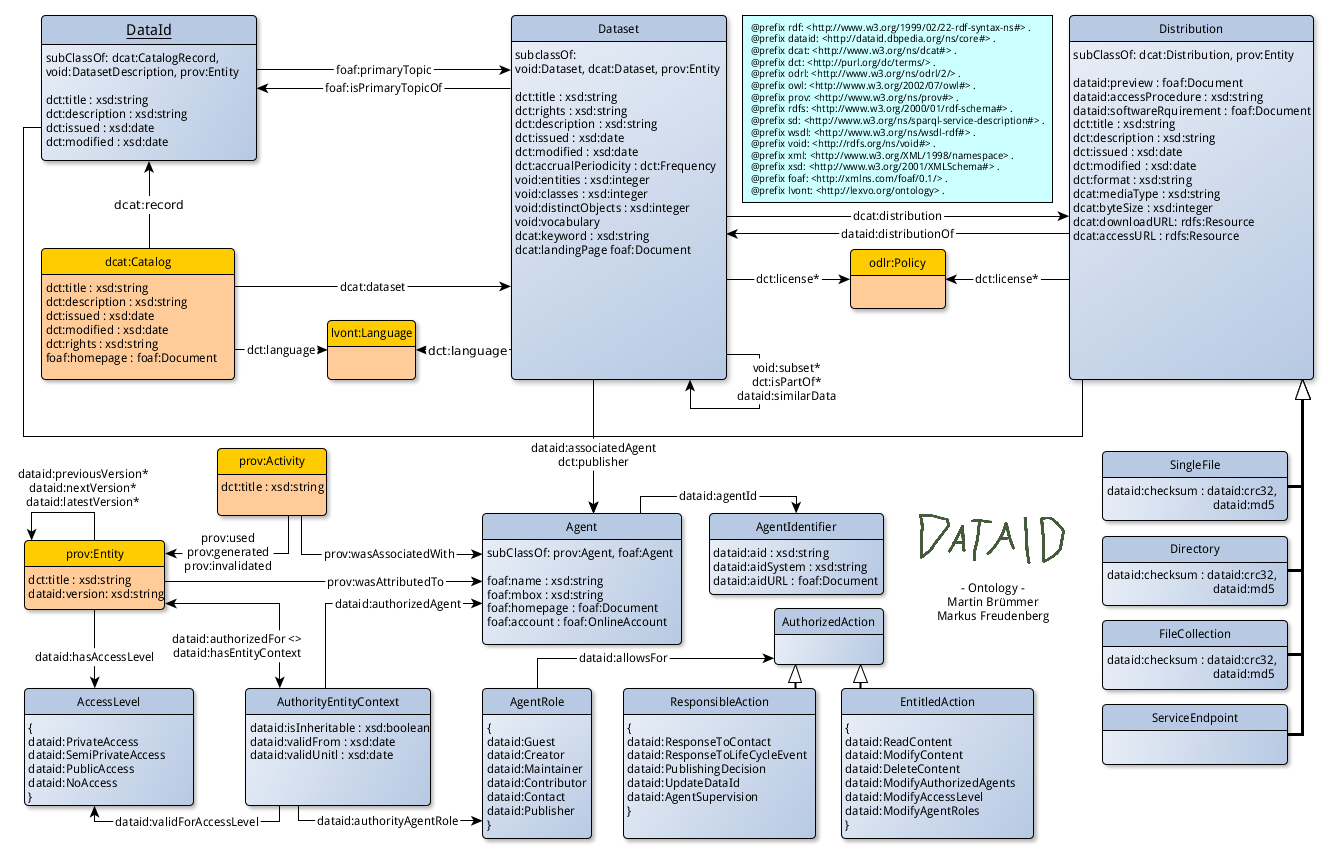 DataId
subClassOf: dcat:CatalogRecord,
void:DatasetDescription, prov:Entity
dct:title : xsd:string
dct:description : xsd:string
dct:issued : xsd:date
dct:modified : xsd:date
foaf:primaryTopic
foaf:isPrimaryTopicOf
Dataset
subclassOf:
void:Dataset, dcat:Dataset, prov:Entity
dct:title : xsd:string
dct:rights : xsd:string
dct:description : xsd:string
dct:issued : xsd:date
dct:modified : xsd:date
dct:accrualPeriodicity : dct:Frequency
void:entities : xsd:integer
void:classes : xsd:integer
void:distinctObjects : xsd:integer
void:vocabulary
dcat:keyword : xsd:string
dcat:landingPage foaf:Document
@prefix rdf: <http://www.w3.org/1999/02/22-rdf-syntax-ns#> .
@prefix dataid: <http://dataid.dbpedia.org/ns/core#> .
@prefix dcat: <http://www.w3.org/ns/dcat#> .
@prefix dct: <http://purl.org/dc/terms/> .
@prefix odrl: <http://www.w3.org/ns/odrl/2/> .
@prefix owl: <http://www.w3.org/2002/07/owl#> .
@prefix prov: <http://www.w3.org/ns/prov#> .
@prefix rdfs: <http://www.w3.org/2000/01/rdf-schema#> .
@prefix sd: <http://www.w3.org/ns/sparql-service-description#> .
@prefix wsdl: <http://www.w3.org/ns/wsdl-rdf#> .
@prefix void: <http://rdfs.org/ns/void#> .
@prefix xml: <http://www.w3.org/XML/1998/namespace> .
@prefix xsd: <http://www.w3.org/2001/XMLSchema#> .
@prefix foaf: <http://xmlns.com/foaf/0.1/> .
@prefix lvont: <http://lexvo.org/ontology> .
Distribution
subClassOf: dcat:Distribution, prov:Entity
dataid:preview : foaf:Document
dataid:accessProcedure : xsd:string
dataid:softwareRquirement : foaf:Document
dct:title : xsd:string
dct:description : xsd:string
dct:issued : xsd:date
dct:modified : xsd:date
dct:format : xsd:string
dcat:mediaType : xsd:string
dcat:byteSize : xsd:integer
dcat:downloadURL: rdfs:Resource
dcat:accessURL : rdfs:Resource
dcat:record
dcat:distribution
dataid:distributionOf
dcat:Catalog
dct:title : xsd:string
dct:description : xsd:string
dct:issued : xsd:date
dct:modified : xsd:date
dct:rights : xsd:string
foaf:homepage : foaf:Document
dcat:dataset
odlr:Policy
dct:license*
dct:license*
lvont:Language
dct:language
dct:language
void:subset*
dct:isPartOf*
dataid:similarData
dataid:associatedAgent
dct:publisher
dataid:previousVersion*
dataid:nextVersion*
dataid:latestVersion*
prov:Activity
dct:title : xsd:string
dataid:agentId
SingleFile
dataid:checksum : dataid:crc32,
dataid:md5
prov:Entity
dct:title : xsd:string
dataid:version: xsd:string
prov:used
prov:generated
prov:invalidated
prov:wasAssociatedWith
prov:wasAttributedTo
dataid:authorizedAgent
Agent
subClassOf: prov:Agent, foaf:Agent
foaf:name : xsd:string
foaf:mbox : xsd:string
foaf:homepage : foaf:Document
foaf:account : foaf:OnlineAccount
AgentIdentifier
dataid:aid : xsd:string
dataid:aidSystem : xsd:string
dataid:aidURL : foaf:Document
DATAID
- Ontology -
Martin Brümmer
Markus Freudenberg
Directory
dataid:checksum : dataid:crc32,
dataid:md5
dataid:hasAccessLevel
dataid:authorizedFor <>
dataid:hasEntityContext
dataid:allowsFor
AuthorizedAction
FileCollection
dataid:checksum : dataid:crc32,
dataid:md5
AccessLevel
{
dataid:PrivateAccess
dataid:SemiPrivateAccess
dataid:PublicAccess
dataid:NoAccess
}
AuthorityEntityContext
dataid:isInheritable : xsd:boolean
dataid:validFrom : xsd:date
dataid:validUnitl : xsd:date
AgentRole
{
dataid:Guest
dataid:Creator
dataid:Maintainer
dataid:Contributor
dataid:Contact
dataid:Publisher
}
ResponsibleAction
{
dataid:ResponseToContact
dataid:ResponseToLifeCycleEvent
dataid:PublishingDecision
dataid:UpdateDataId
dataid:AgentSupervision
}
EntitledAction
{
dataid:ReadContent
dataid:ModifyContent
dataid:DeleteContent
dataid:ModifyAuthorizedAgents
dataid:ModifyAccessLevel
dataid:ModifyAgentRoles
}
ServiceEndpoint
dataid:validForAccessLevel
dataid:authorityAgentRole